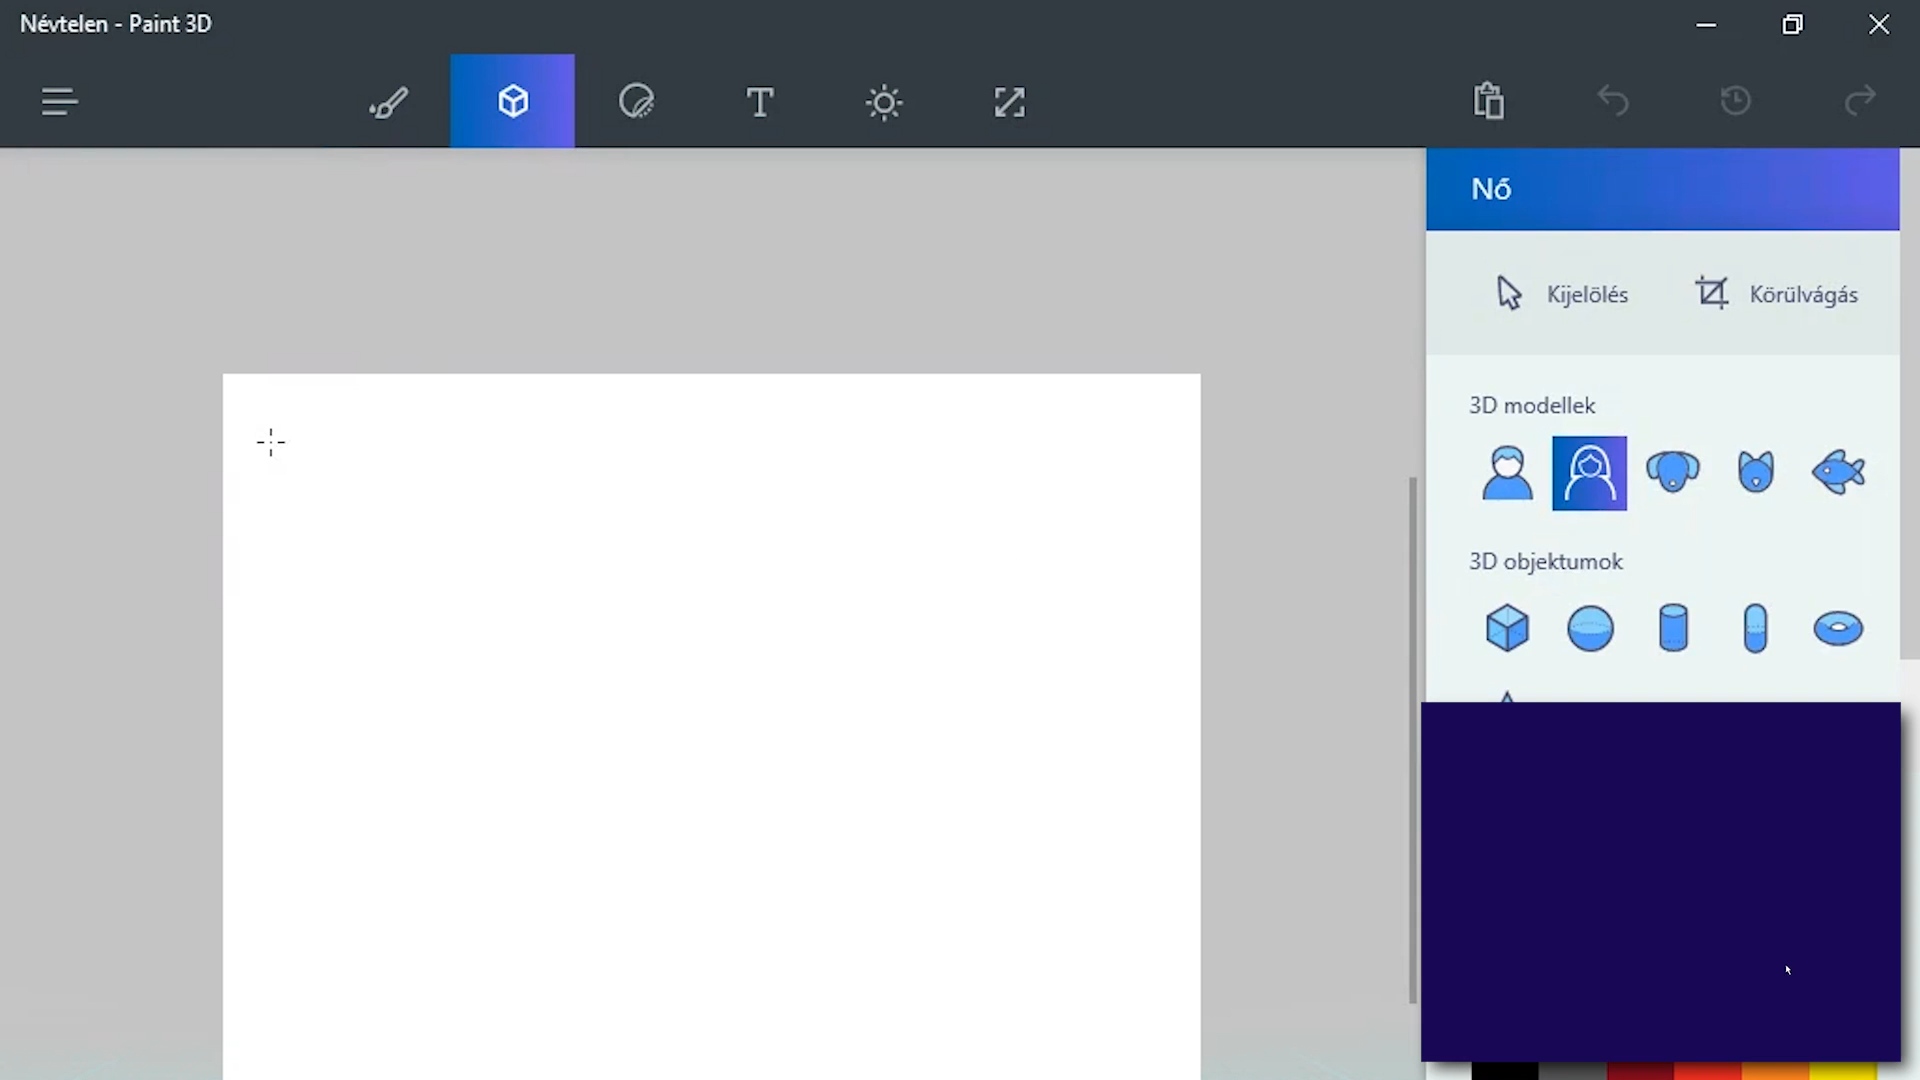 Névtelen - Paint 3D
Nő
Kijelölés
Körülvágás
3D modellek
3D objektumok